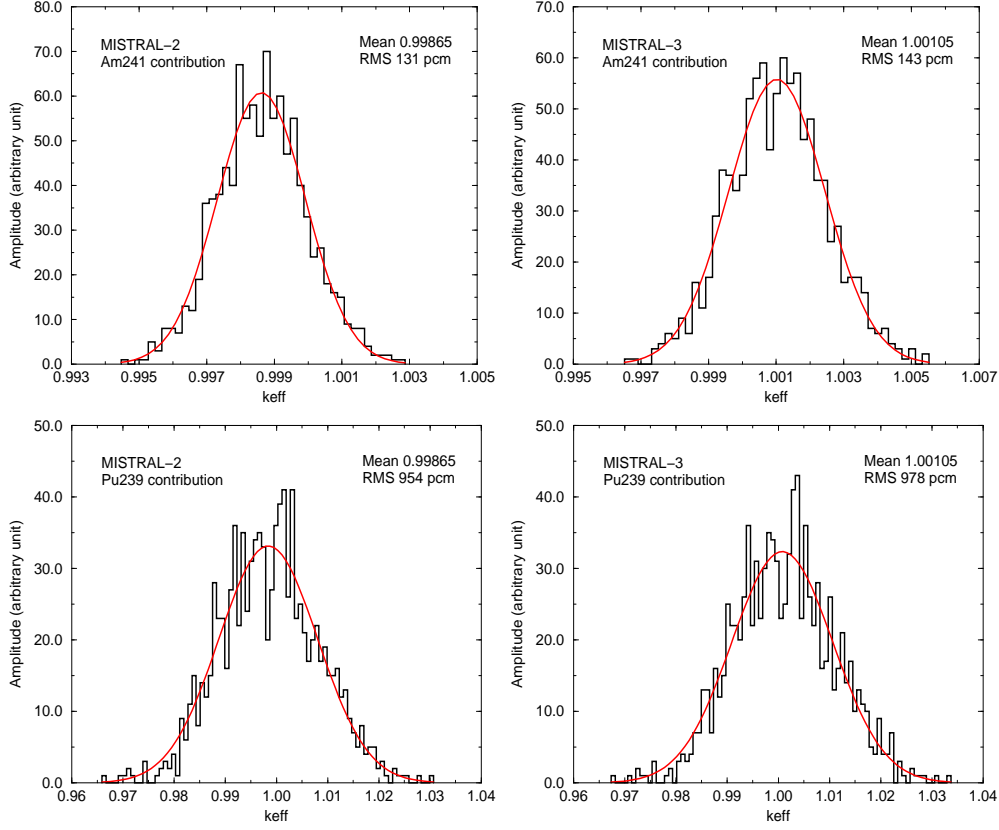 MISTRAL−2
Am241 contribution
Mean 0.99865
RMS 131 pcm
Amplitude (arbitrary unit)
80.0
70.0
60.0
50.0
40.0
30.0
20.0
10.0
0.0
0.993
0.995
0.997
0.999
1.001
1.003
1.005
keff
MISTRAL−3
Am241 contribution
Mean 1.00105
RMS 143 pcm
Amplitude (arbitrary unit)
70.0
60.0
50.0
40.0
30.0
20.0
10.0
0.0
0.995
0.997
0.999
1.001
1.003
1.005
1.007
keff
MISTRAL−2
Pu239 contribution
Mean 0.99865
RMS 954 pcm
Amplitude (arbitrary unit)
50.0
40.0
30.0
20.0
10.0
0.0
0.96
0.97
0.98
0.99
1.00
1.01
1.02
1.03
1.04
keff
MISTRAL−3
Pu239 contribution
Mean 1.00105
RMS 978 pcm
Amplitude (arbitrary unit)
50.0
40.0
30.0
20.0
10.0
0.0
0.96
0.97
0.98
0.99
1.00
1.01
1.02
1.03
1.04
keff